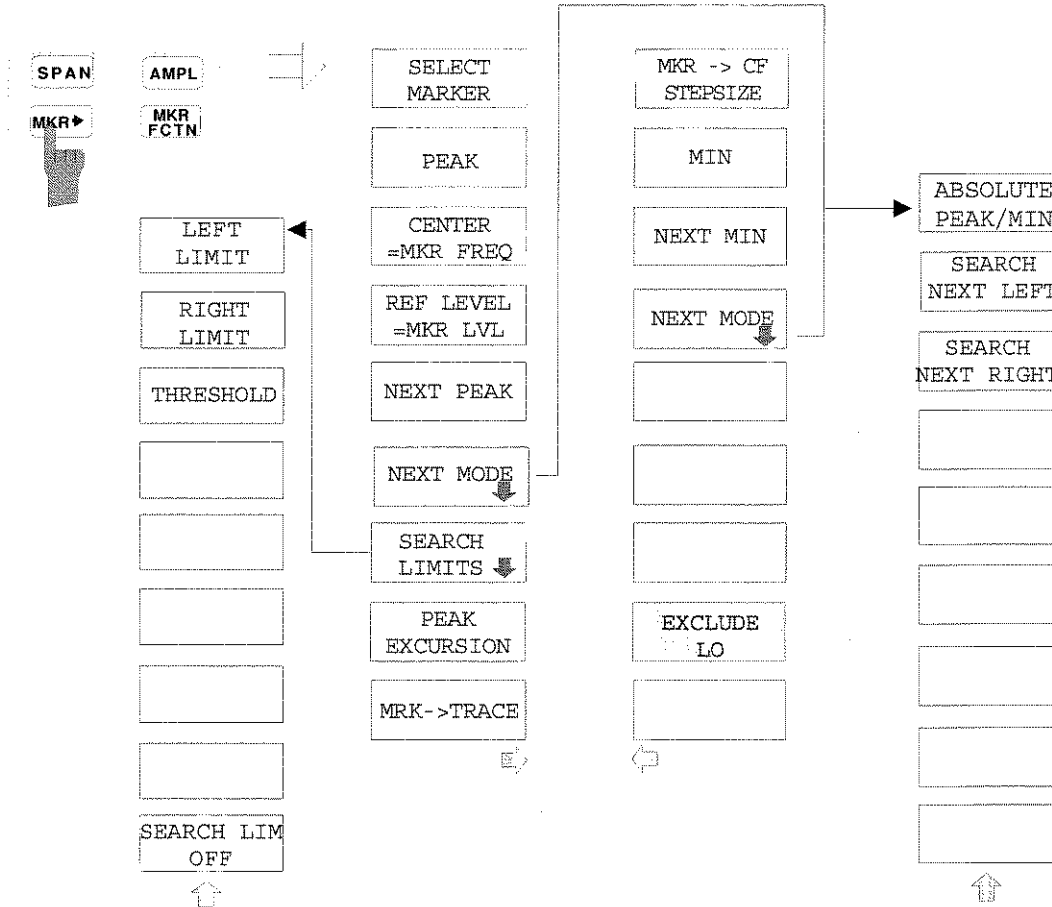 SPAN
AMPL
MKR
MKR
FCTN
LEFT
LIMIT
RIGHT
LIMIT
THRESHOLD
SEARCH LIM
OFF
SELECT
MARKER
PEAK
CENTER
=MKR FREQ
REF LEVEL
=MKR LVL
NEXT PEAK
NEXT MODE
SEARCH
LIMITS
PEAK
EXCURSION
MRK->TRACE
MKR -> CF
STEPSIZE
MIN
NEXT MIN
NEXT MODE
EXCLUDE
LO
ABSOLUTE
PEAK/MIN
SEARCH
NEXT LEFT
SEARCH
NEXT RIGHT